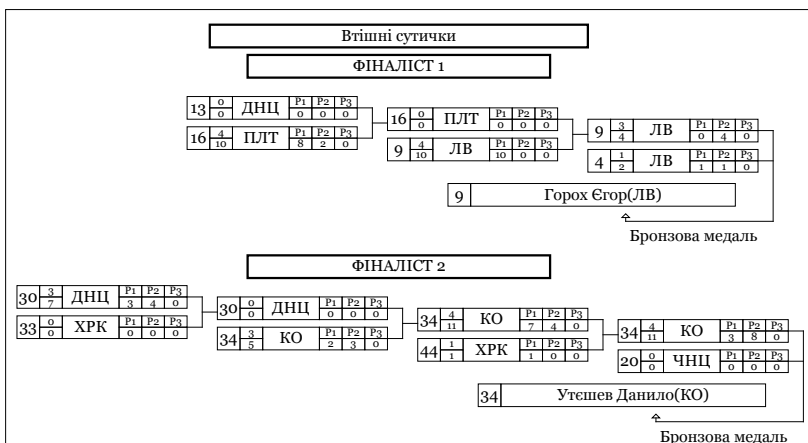 Втішні сутички
ФІНАЛІСТ 1
13 0 0 ДНЦ P1 P2 P3 0 0 0
16 4 10 ПЛТ P1 P2 P3 8 2 0
16 0 0 ПЛТ P1 P2 P3 0 0 0
9 4 10 ЛВ P1 P2 P3 10 0 0
9 3 4 ЛВ P1 P2 P3 0 4 0
4 1 2 ЛВ P1 P2 P3 1 1 0
9 Горох Єгор(ЛВ)
Бронзова медаль
ФІНАЛІСТ 2
30 3 7 ДНЦ P1 P2 P3 3 4 0
33 0 0 ХРК P1 P2 P3 0 0 0
30 0 0 ДНЦ P1 P2 P3 0 0 0
34 3 5 КО P1 P2 P3 2 3 0
34 4 11 КО P1 P2 P3 7 4 0
44 1 1 ХРК P1 P2 P3 1 0 0
34 4 11 КО P1 P2 P3 3 8 0
20 0 0 ЧНЦ P1 P2 P3 0 0 0
34 Утєшев Данило(КО)
Бронзова медаль